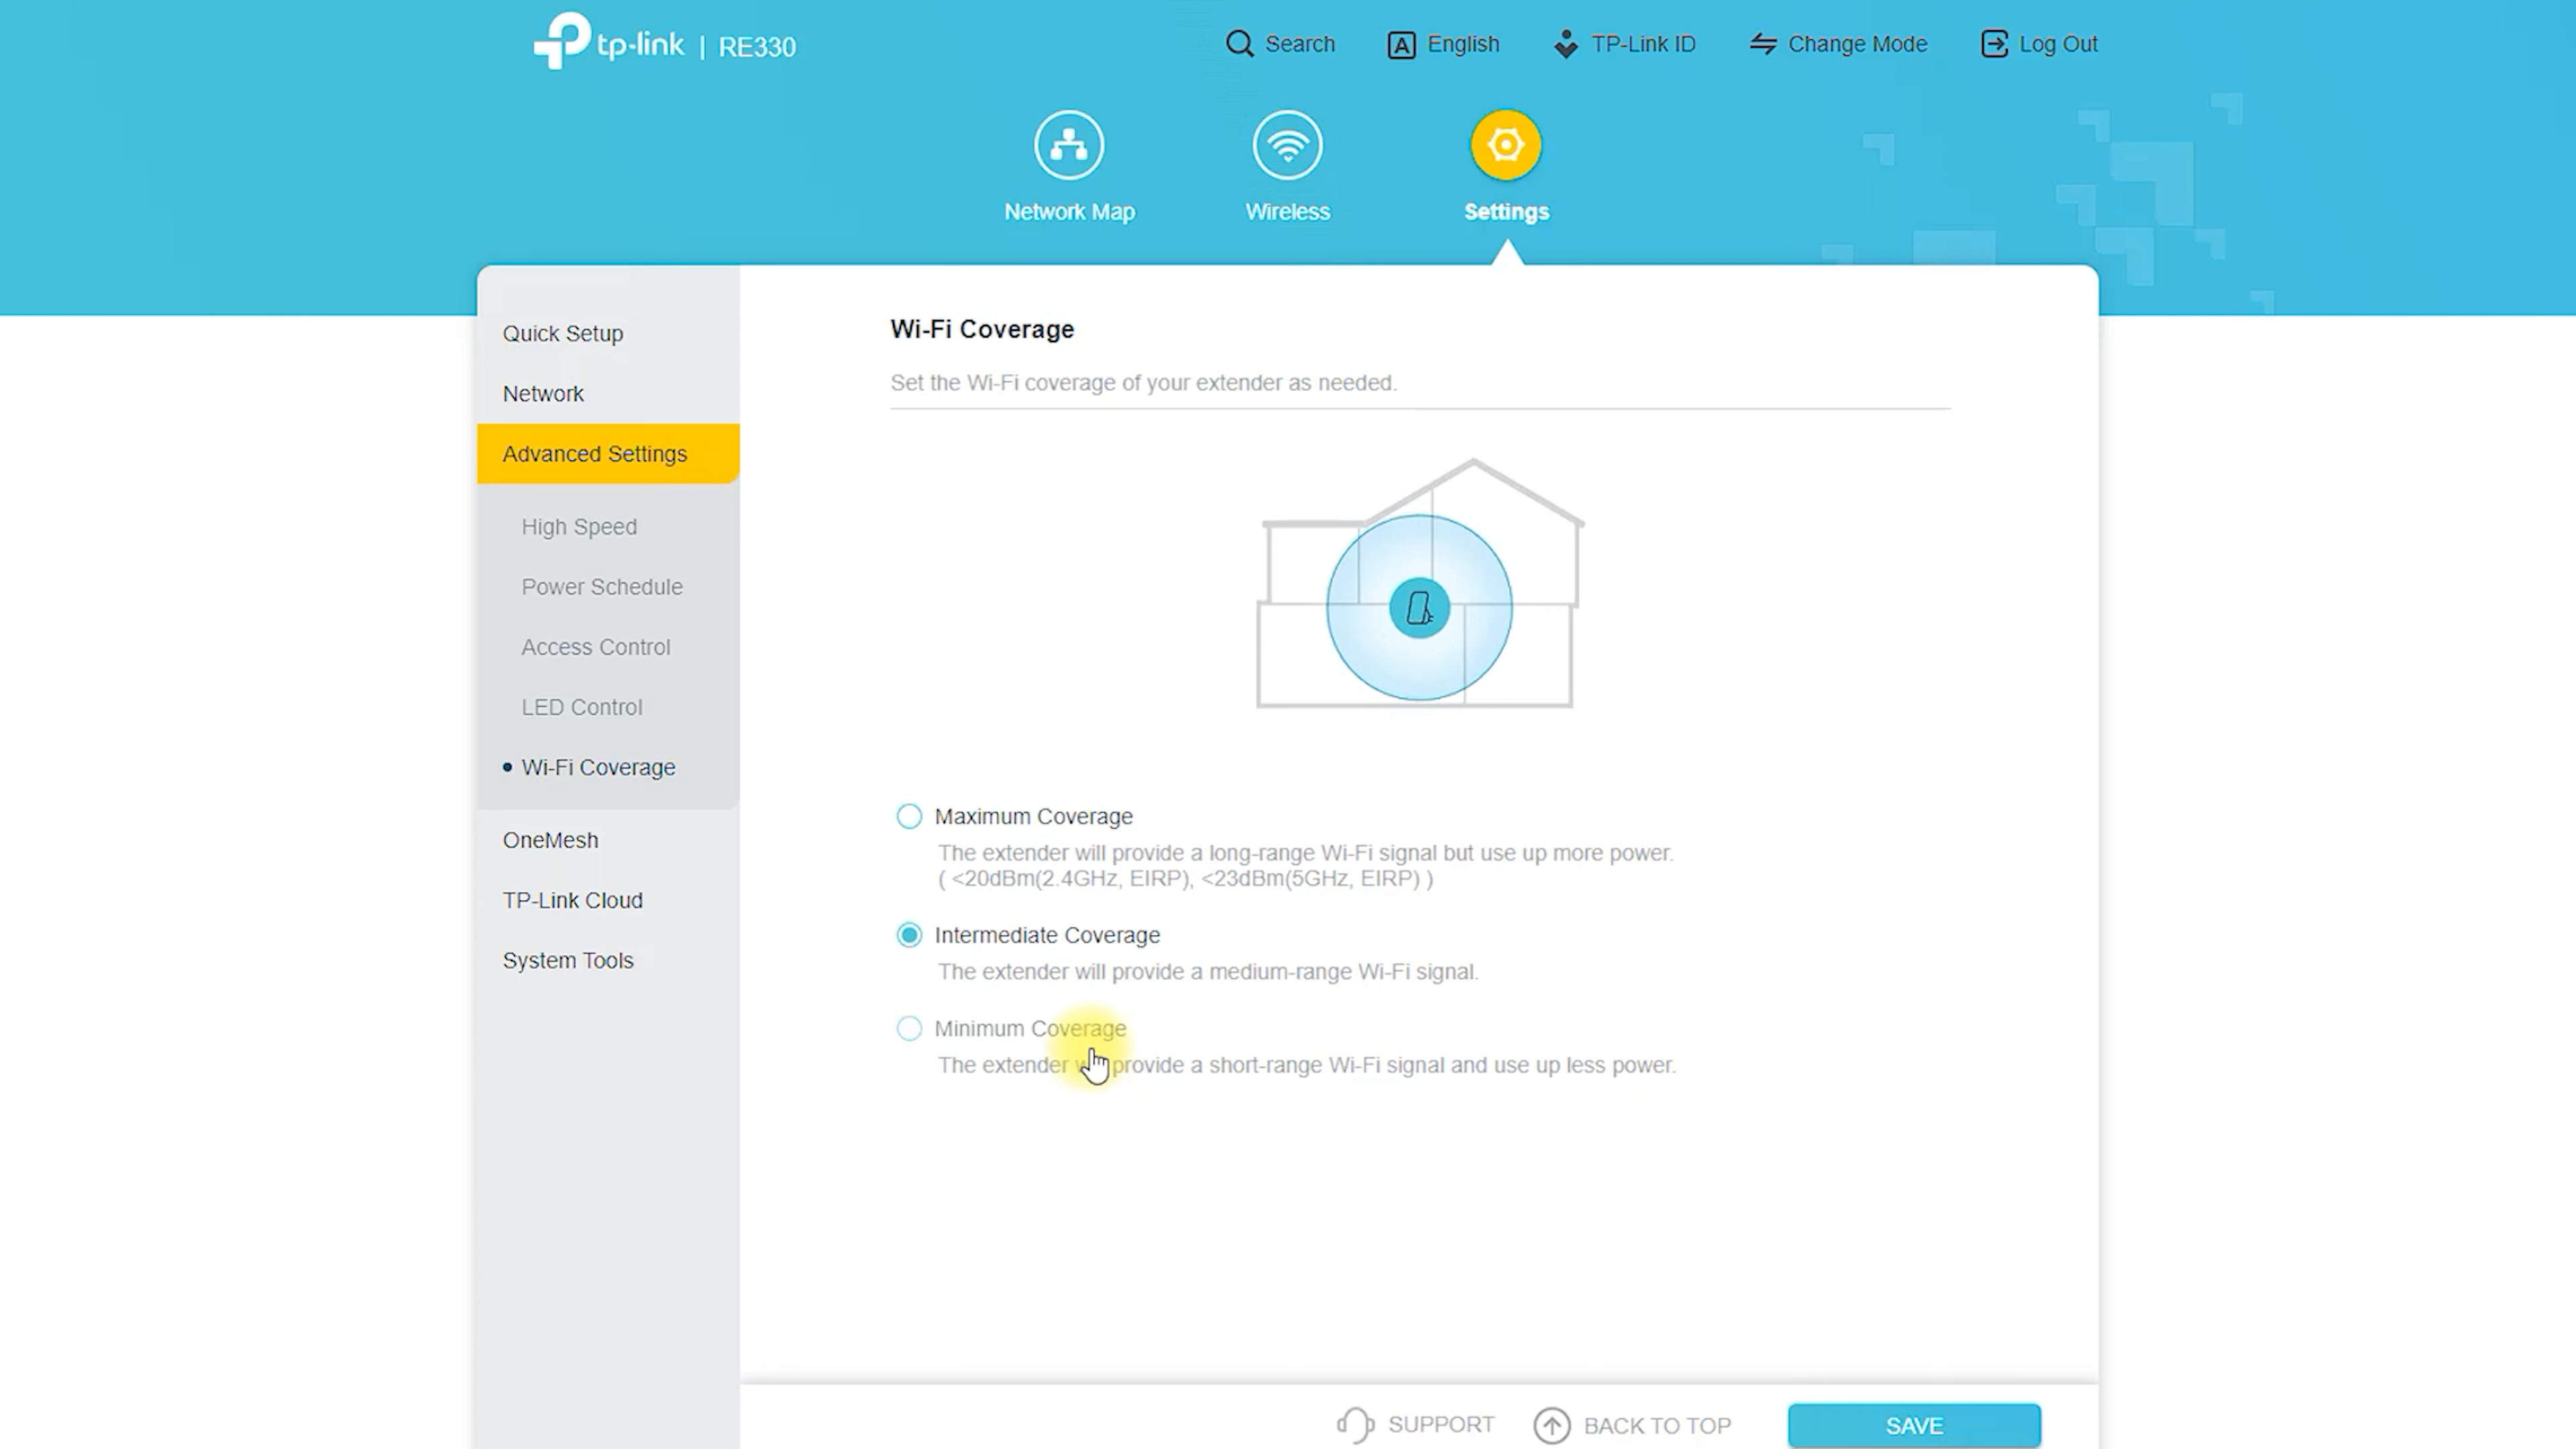 tp-link | RE330
Search
English
TP-Link ID
Change Mode
Log Out
Network Map
Wireless
Settings
Quick Setup
Network
Advanced Settings
High Speed
Power Schedule
Access Control
LED Control
Wi-Fi Coverage
OneMesh
TP-Link Cloud
System Tools
Wi-Fi Coverage
Set the Wi-Fi coverage of your extender as needed.
Maximum Coverage
The extender will provide a long-range Wi-Fi signal but use up more power.
( <20dBm(2.4GHz, EIRP), <23dBm(5GHz, EIRP) )
Intermediate Coverage
The extender will provide a medium-range Wi-Fi signal.
Minimum Coverage
The extender will provide a short-range Wi-Fi signal and use up less power.
SUPPORT
BACK TO TOP
SAVE